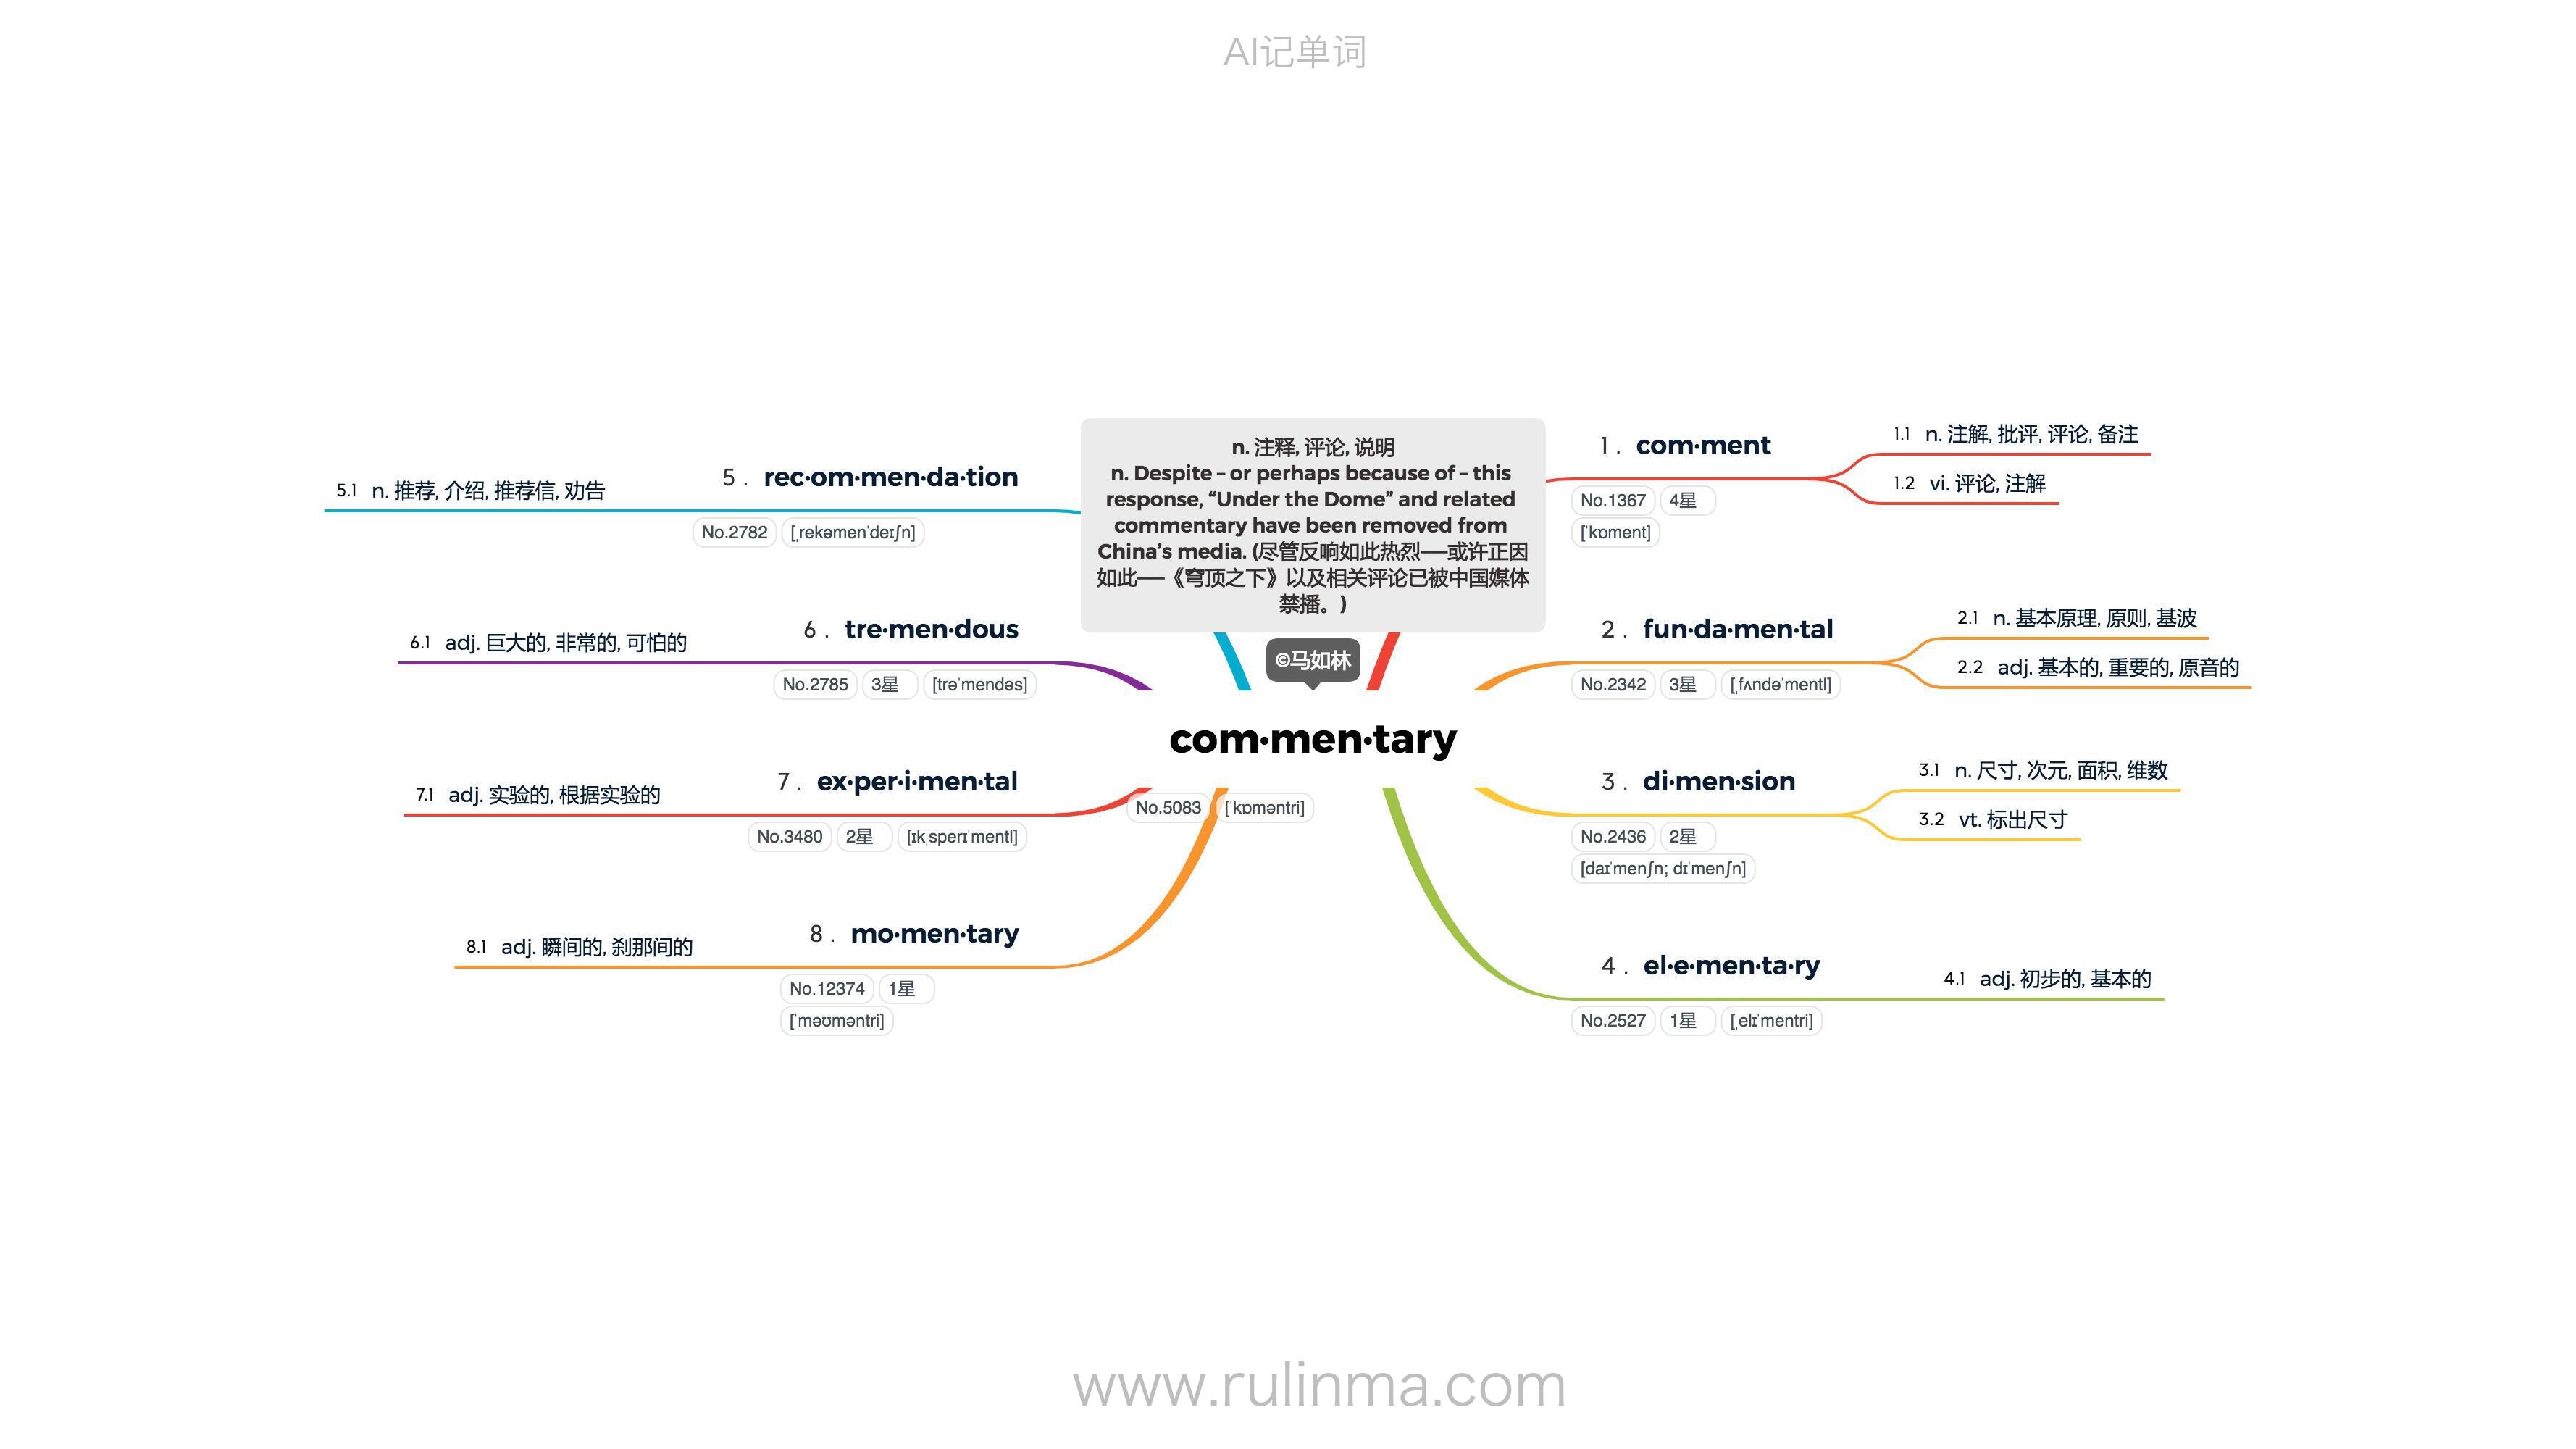 AI记单词
n. 注释, 评论, 说明
n. Despite – or perhaps because of – this
response, “Under the Dome” and related
commentary have been removed from
China’s media. (尽管反响如此热烈──或许正因
如此──《穹顶之下》以及相关评论已被中国媒体
禁播。)
©马如林
com·men·tary
No.5083 [ˈkɒməntri]
1 . com·ment
No.1367 4星
[ˈkɒment]
1.1 n. 注解, 批评, 评论, 备注
1.2 vi. 评论, 注解
2 . fun·da·men·tal
No.2342 3星 [ˌfʌndəˈmentl]
2.1 n. 基本原理, 原则, 基波
2.2 adj. 基本的, 重要的, 原音的
3 . di·men·sion
No.2436 2星
[daɪˈmenʃn; dɪˈmenʃn]
3.1 n. 尺寸, 次元, 面积, 维数
3.2 vt. 标出尺寸
4 . el·e·men·ta·ry
No.2527 1星 [ˌelɪˈmentri]
4.1 adj. 初步的, 基本的
5 . rec·om·men·da·tion
No.2782 [ˌrekəmenˈdeɪʃn]
5.1 n. 推荐, 介绍, 推荐信, 劝告
6 . tre·men·dous
No.2785 3星 [trəˈmendəs]
6.1 adj. 巨大的, 非常的, 可怕的
7 . ex·per·i·men·tal
No.3480 2星 [ɪkˌsperɪˈmentl]
7.1 adj. 实验的, 根据实验的
8 . mo·men·tary
No.12374 1星
[ˈməʊməntri]
8.1 adj. 瞬间的, 刹那间的
www.rulinma.com